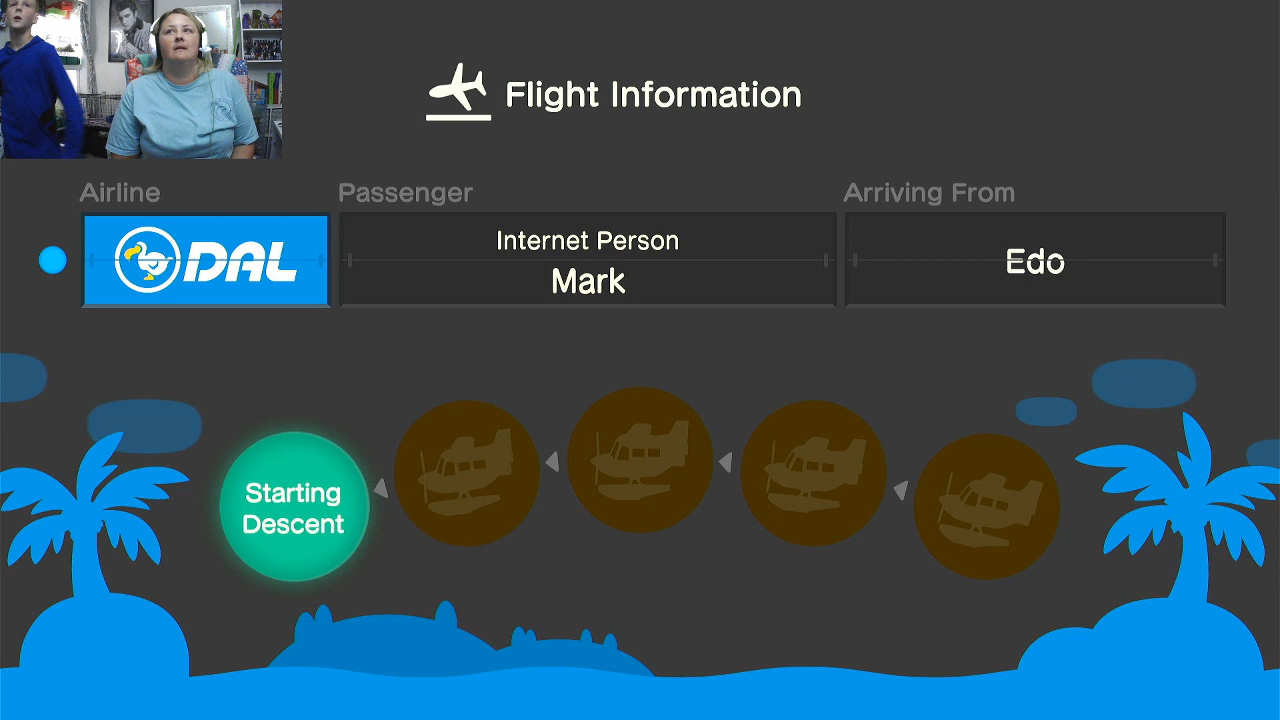 Flight Information
Airline
Passenger
Arriving From
DAL
Internet Person
Mark
Edo
Starting
Descent